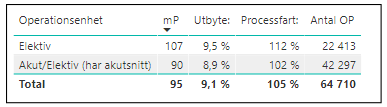 Operationsenhet mP Utbyte: Processfart: Antal OP
Elektiv 107 9,5 % 112 % 22 413
Akut/Elektiv (har akutsnitt) 90 8,9 % 102 % 42 297
Total 95 9,1 % 105 % 64 710